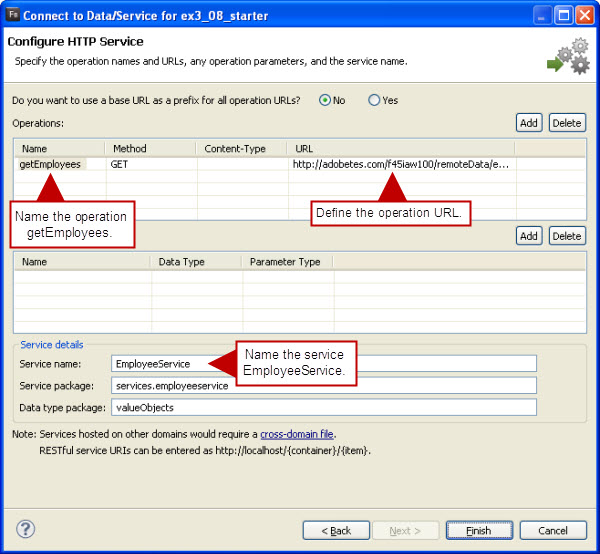 Fs Connect to Data/Service for ex3_08_starter
Configure HTTP Service
Specify the operation names and URLs, any operation parameters, and the service name.
Do you want to use a base URL as a prefix for all operation URLs? No Yes
Operations: Add Delete
Name Method Content-Type URL
getEmployees GET http://adobetes.com/f45iaw100/remoteData/e...
Name the operation
getEmployees.
Define the operation URL.
Add Delete
Name Data Type Parameter Type
Service details
Service name: EmployeeService
Name the service
EmployeeService.
Service package: services.employeeservice
Data type package: valueObjects
Note: Services hosted on other domains would require a cross-domain file.
RESTful service URIs can be entered as http://localhost/{container}/{item}.
? < Back Next > Finish Cancel